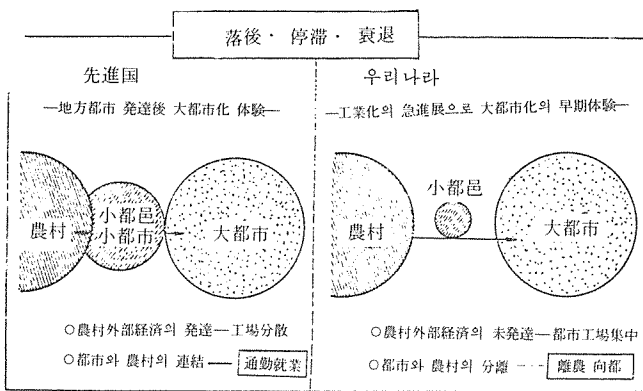 落後・停滞・衰退
先進国
―地方都市 発達後 大都市化 体験―
農村
小都邑
小都市
大都市
○農村外部経済의 発達―工場分散
○都市와 農村의 連結― 通勤就業
우리나라
―工業化의 急進展으로 大都市化의 早期体験―
小都邑
農村
大都市
○農村外部経済의 未発達―都市工場集中
○都市와 農村의 分離 --- 離農 向都